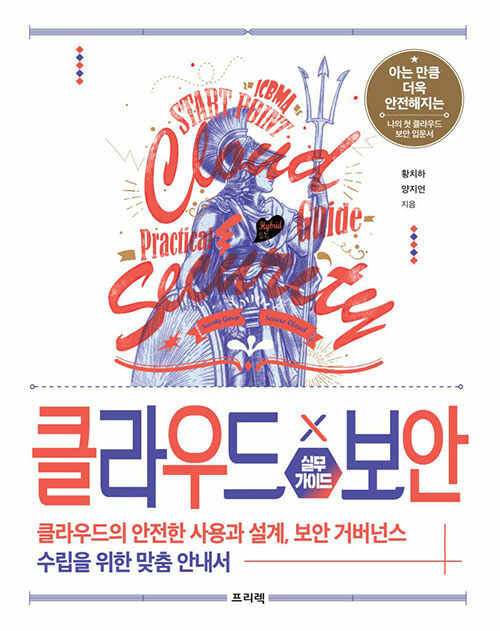 아는 만큼
더욱
안전해지는
나의 첫 클라우드
보안 입문서
황치하
양지언
지음
ICBMA
START POINT
Cloud
Practical
Guide
Hybrid
Security
Secure Cloud
클라우드 X 보안
실무
가이드
클라우드의 안전한 사용과 설계, 보안 거버넌스
수립을 위한 맞춤 안내서
프리렉